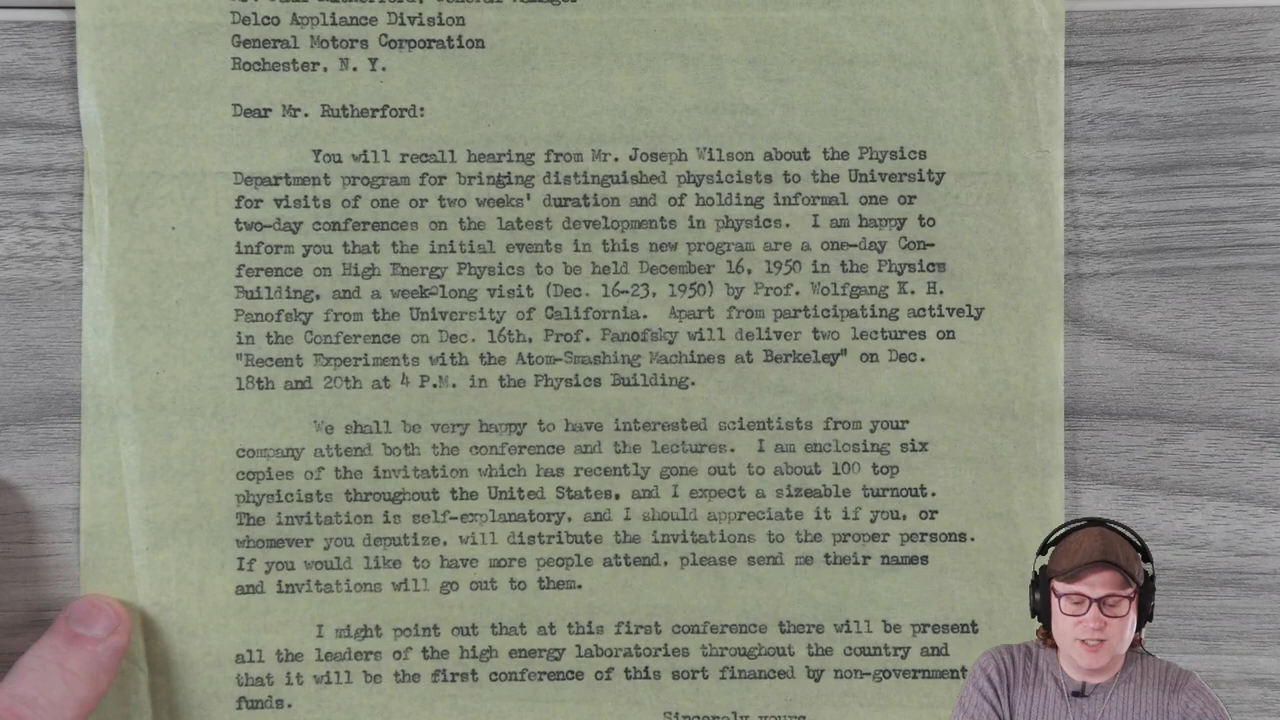 Delco Appliance Division
General Motors Corporation
Rochester, N. Y.
Dear Mr. Rutherford:
You will recall hearing from Mr. Joseph Wilson about the Physics
Department program for bringing distinguished physicists to the University
for visits of one or two weeks' duration and of holding informal one or
two-day conferences on the latest developments in physics. I am happy to
inform you that the initial events in this new program are a one-day Con-
ference on High Energy Physics to be held December 16, 1950 in the Physics
Building, and a week-long visit (Dec. 16-23, 1950) by Prof. Wolfgang K. H.
Panofsky from the University of California. Apart from participating actively
in the Conference on Dec. 16th, Prof. Panofsky will deliver two lectures on
"Recent Experiments with the Atom-Smashing Machines at Berkeley" on Dec.
18th and 20th at 4 P.M. in the Physics Building.
We shall be very happy to have interested scientists from your
company attend both the conference and the lectures. I am enclosing six
copies of the invitation which has recently gone out to about 100 top
physicists throughout the United States, and I expect a sizeable turnout.
The invitation is self-explanatory, and I should appreciate it if you, or
whomever you deputize, will distribute the invitations to the proper persons.
If you would like to have more people attend, please send me their names
and invitations will go out to them.
I might point out that at this first conference there will be present
all the leaders of the high energy laboratories throughout the country and
that it will be the first conference of this sort financed by non-government
funds.
Sincerely yours